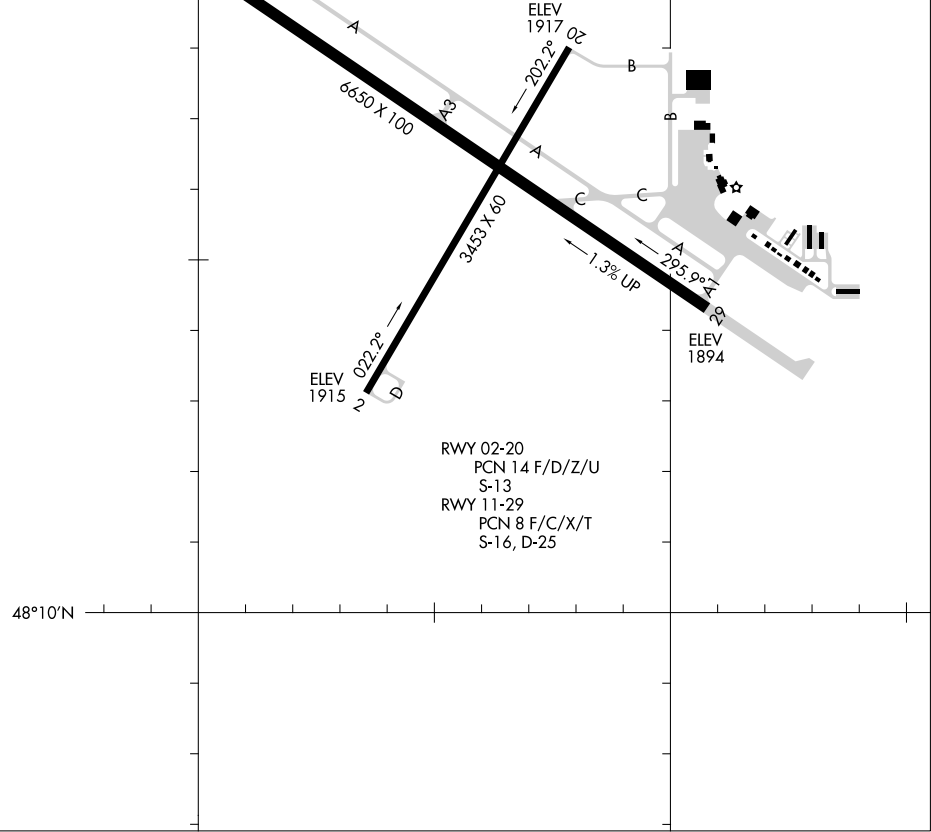 ELEV
1917
20
A
202.2°
B
6650 X 100
A3
B
A
C
C
3453 X 60
A
295.9°
1.3% UP
A1
29
ELEV
1894
022.2°
ELEV
1915
2
D
RWY 02-20
PCN 14 F/D/Z/U
S-13
RWY 11-29
PCN 8 F/C/X/T
S-16, D-25
48°10'N